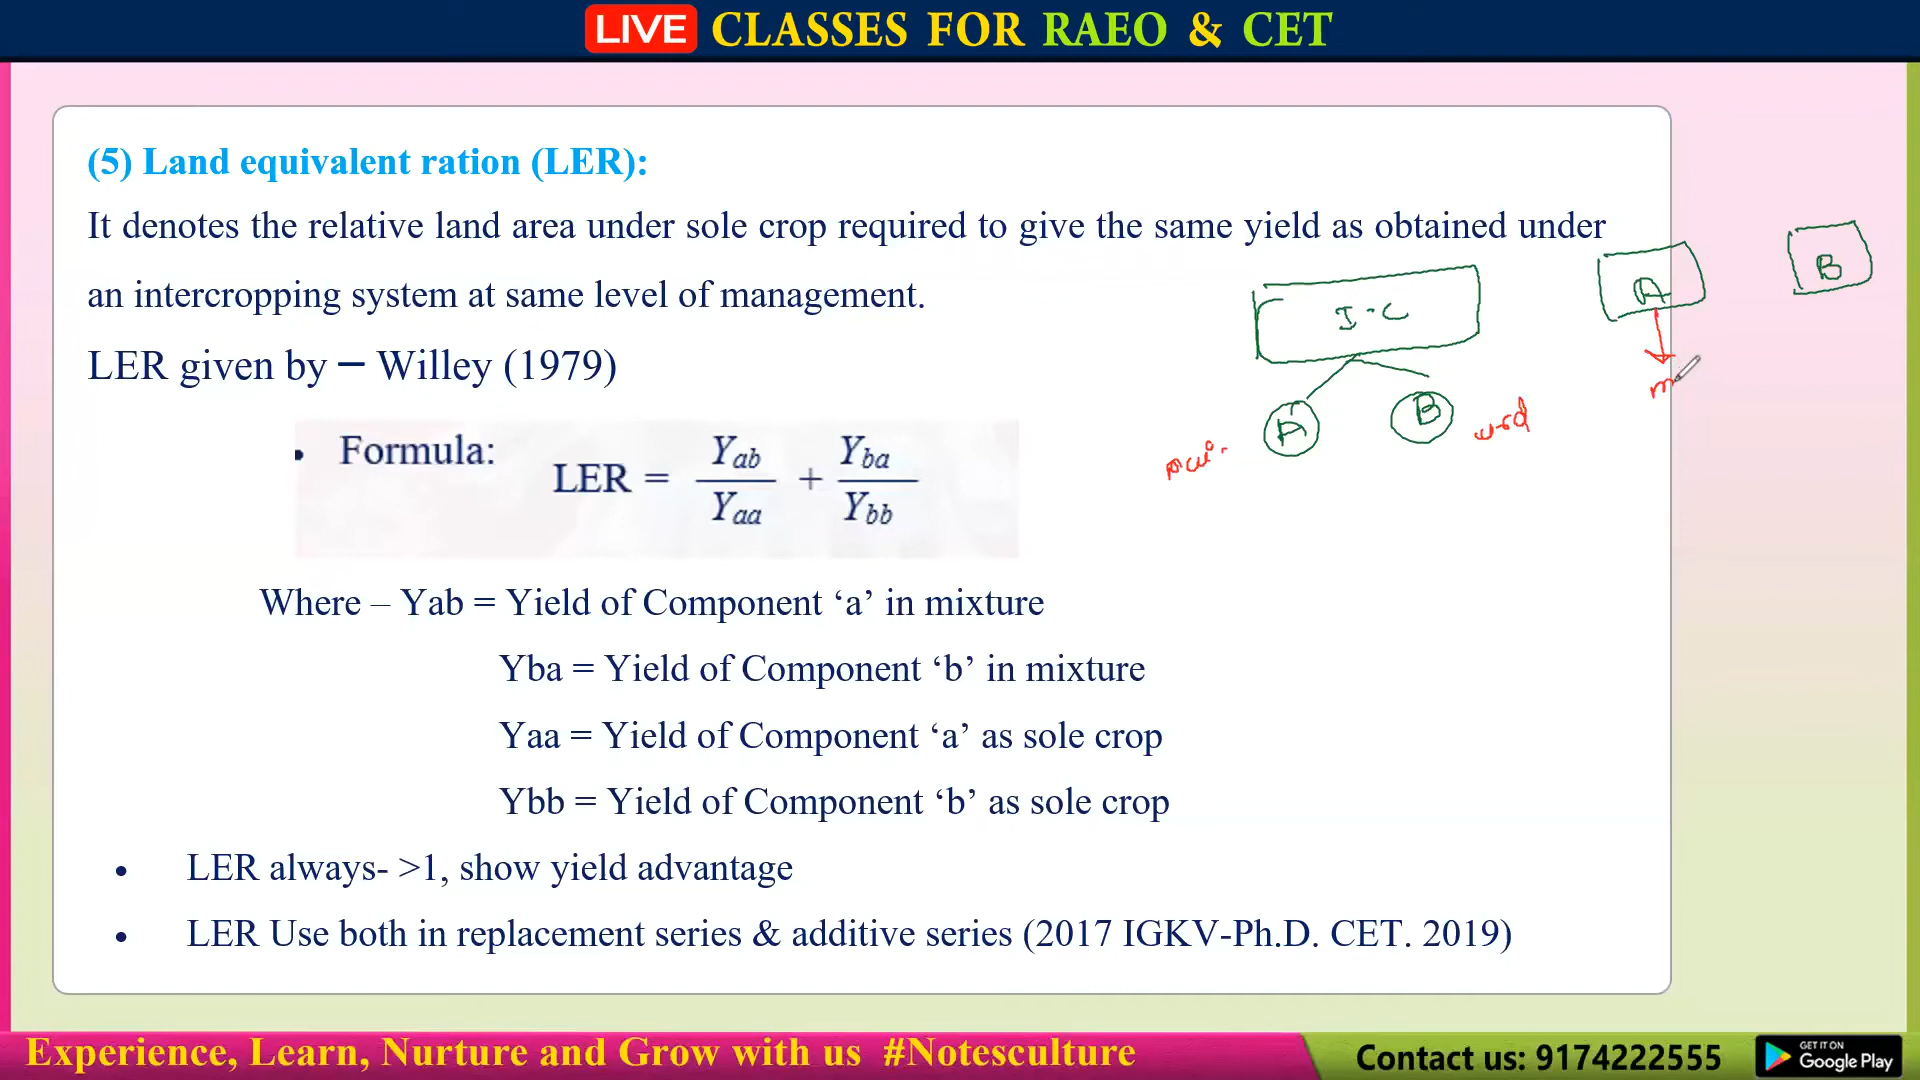 LIVE CLASSES FOR RAEO & CET
(5) Land equivalent ration (LER):
It denotes the relative land area under sole crop required to give the same yield as obtained under
an intercropping system at same level of management.
LER given by – Willey (1979)
• Formula: LER = Yab/Yaa + Yba/Ybb
Where – Yab = Yield of Component ‘a’ in mixture
Yba = Yield of Component ‘b’ in mixture
Yaa = Yield of Component ‘a’ as sole crop
Ybb = Yield of Component ‘b’ as sole crop
• LER always- >1, show yield advantage
• LER Use both in replacement series & additive series (2017 IGKV-Ph.D. CET. 2019)
I-C
A
B
A
B
m
Experience, Learn, Nurture and Grow with us #Notesculture
Contact us: 9174222555
GET IT ON
Google Play